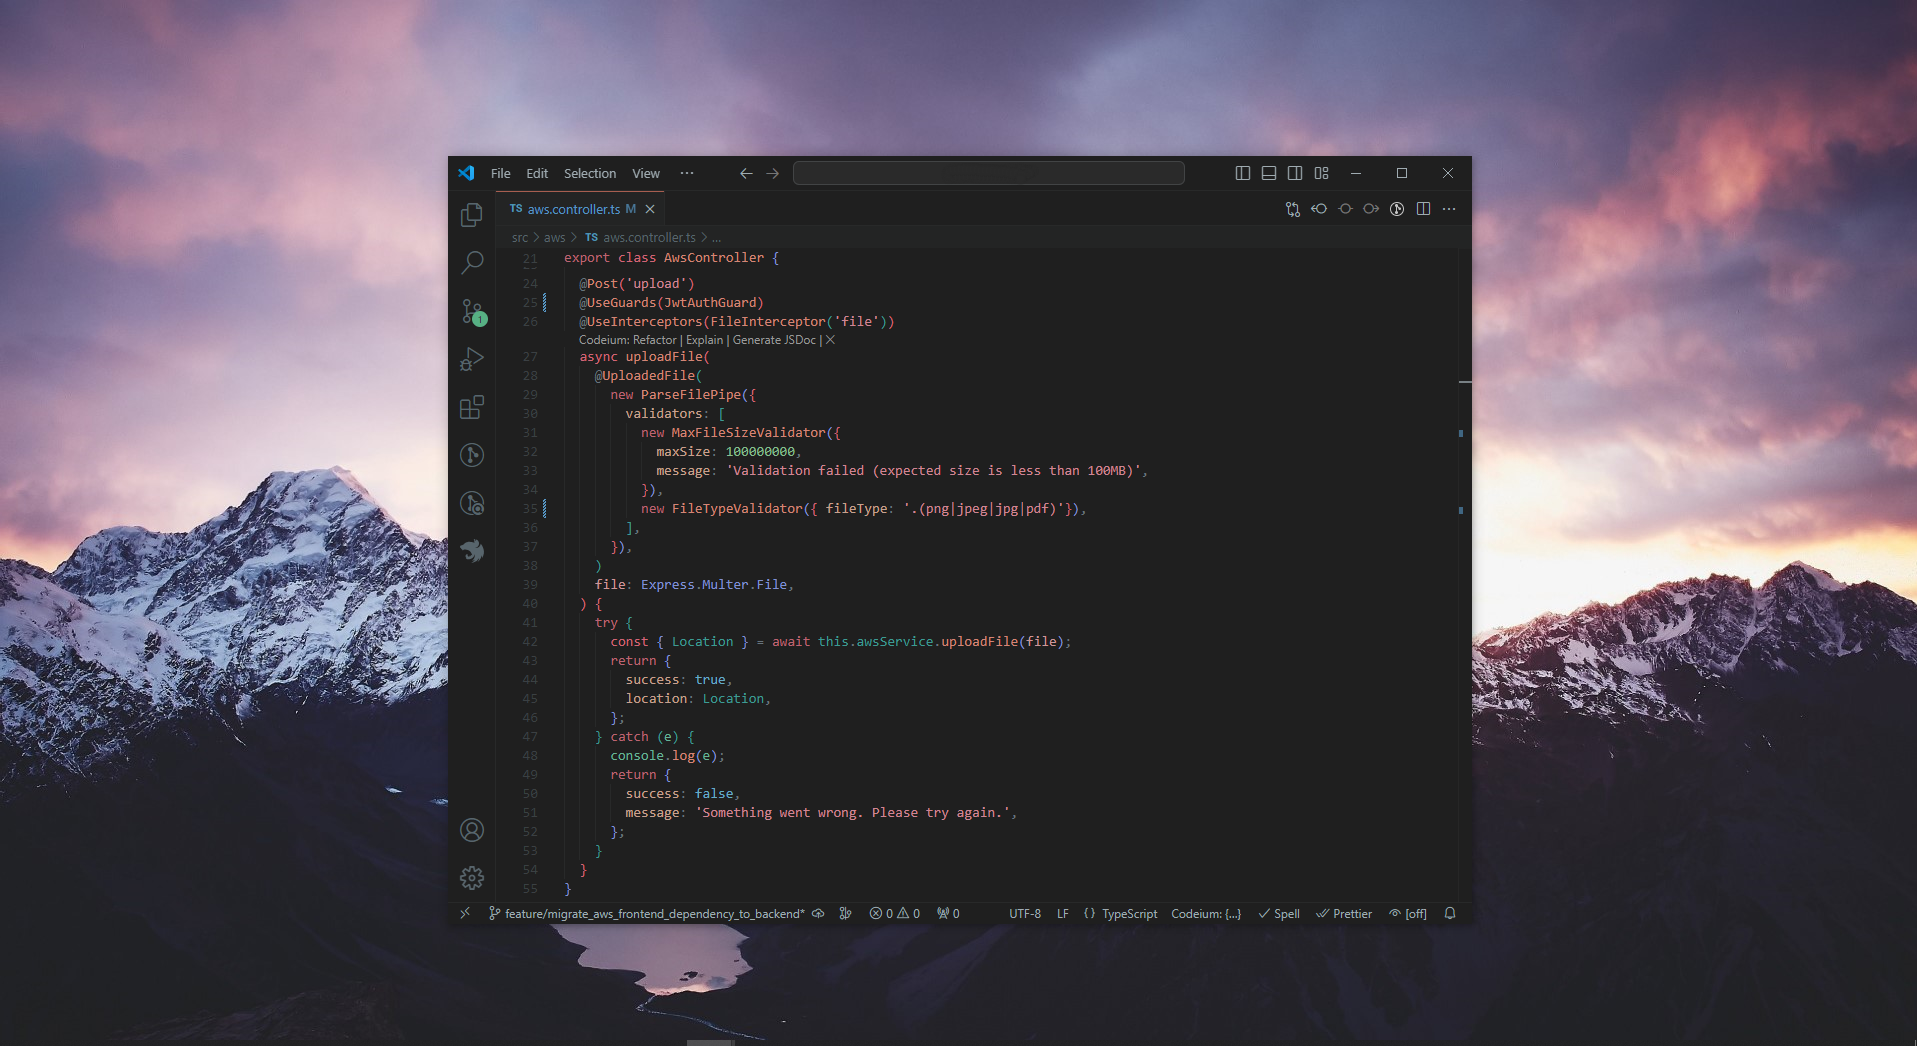 File Edit Selection View ···
TS aws.controller.ts M
src > aws > TS aws.controller.ts > ...
21 export class AwsController {
24 @Post('upload')
25 @UseGuards(JwtAuthGuard)
26 @UseInterceptors(FileInterceptor('file'))
Codeium: Refactor | Explain | Generate JSDoc | X
27 async uploadFile(
28 @UploadedFile(
29 new ParseFilePipe({
30 validators: [
31 new MaxFileSizeValidator({
32 maxSize: 100000000,
33 message: 'Validation failed (expected size is less than 100MB)',
34 }),
35 new FileTypeValidator({ fileType: '.(png|jpeg|jpg|pdf)'}),
36 ],
37 }),
38 )
39 file: Express.Multer.File,
40 ) {
41 try {
42 const { Location } = await this.awsService.uploadFile(file);
43 return {
44 success: true,
45 location: Location,
46 };
47 } catch (e) {
48 console.log(e);
49 return {
50 success: false,
51 message: 'Something went wrong. Please try again.',
52 };
53 }
54 }
55 }
1
feature/migrate_aws_frontend_dependency_to_backend* 0 0 0 UTF-8 LF {} TypeScript Codeium: {...} Spell Prettier [off]